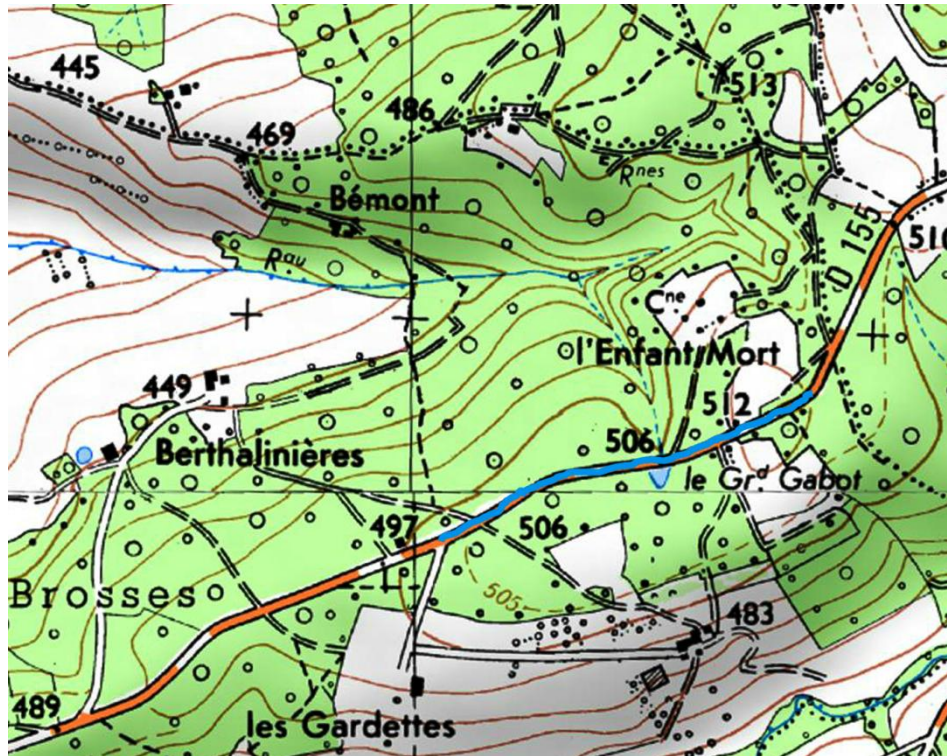 445
513
486
469
Rnes
Bémont
D 155
516
Rau
Cne
l'Enfant Mort
449
512
506
Berthalinières
le Grd Gabot
497
506
Brosses
505
483
489
les Gardettes